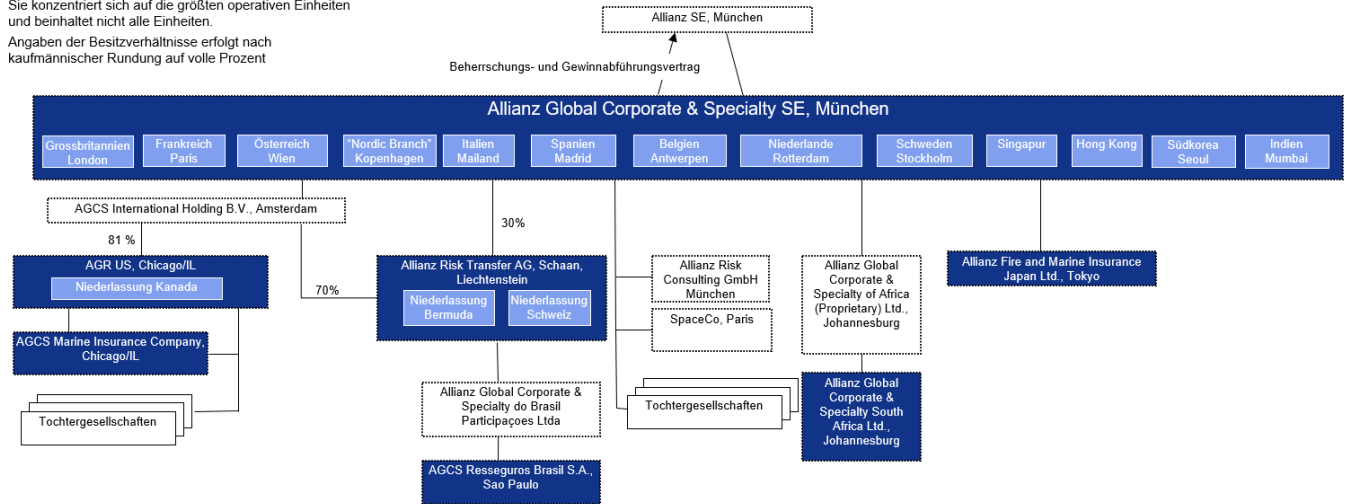 Sie konzentriert sich auf die größten operativen Einheiten
und beinhaltet nicht alle Einheiten.
Angaben der Besitzverhältnisse erfolgt nach
kaufmännischer Rundung auf volle Prozent
Allianz SE, München
Beherrschungs- und Gewinnabführungsvertrag
Allianz Global Corporate & Specialty SE, München
Grossbritannien
London
Frankreich
Paris
Österreich
Wien
"Nordic Branch"
Kopenhagen
Italien
Mailand
Spanien
Madrid
Belgien
Antwerpen
Niederlande
Rotterdam
Schweden
Stockholm
Singapur
Hong Kong
Südkorea
Seoul
Indien
Mumbai
AGCS International Holding B.V., Amsterdam
81 %
30%
70%
AGR US, Chicago/IL
Niederlassung Kanada
AGCS Marine Insurance Company,
Chicago/IL
Tochtergesellschaften
Allianz Risk Transfer AG, Schaan,
Liechtenstein
Niederlassung
Bermuda
Niederlassung
Schweiz
Allianz Global Corporate &
Specialty do Brasil
Participaçoes Ltda
AGCS Resseguros Brasil S.A.,
Sao Paulo
Allianz Risk
Consulting GmbH
München
SpaceCo, Paris
Tochtergesellschaften
Allianz Global
Corporate &
Specialty of Africa
(Proprietary) Ltd.,
Johannesburg
Allianz Global
Corporate &
Specialty South
Africa Ltd.,
Johannesburg
Allianz Fire and Marine Insurance
Japan Ltd., Tokyo